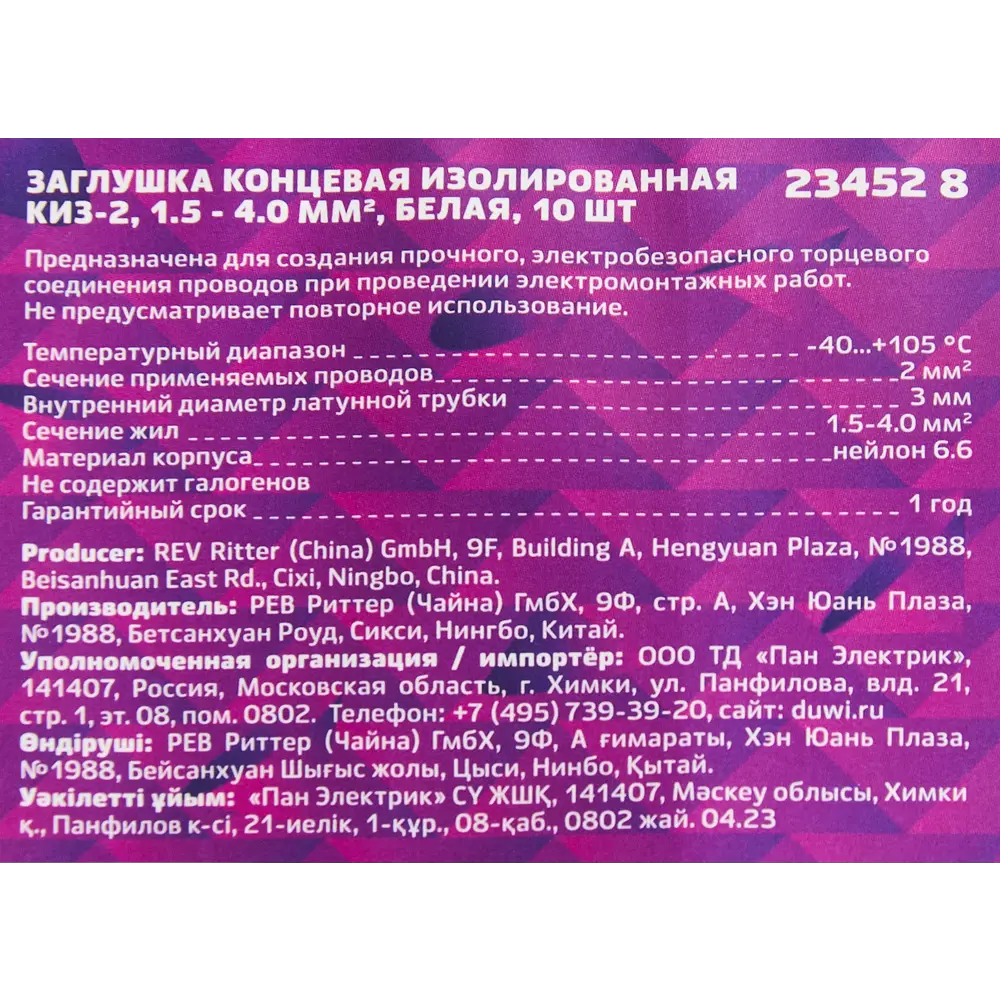 ЗАГЛУШКА КОНЦЕВАЯ ИЗОЛИРОВАННАЯ 23452 8
КИЗ-2, 1.5 - 4.0 ММ², БЕЛАЯ, 10 ШТ
Предназначена для создания прочного, электробезопасного торцевого
соединения проводов при проведении электромонтажных работ.
Не предусматривает повторное использование.
Температурный диапазон -40...+105 °C
Сечение применяемых проводов 2 мм²
Внутренний диаметр латунной трубки 3 мм
Сечение жил 1.5-4.0 мм²
Материал корпуса нейлон 6.6
Не содержит галогенов
Гарантийный срок 1 год
Producer: REV Ritter (China) GmbH, 9F, Building A, Hengyuan Plaza, №1988,
Beisanhuan East Rd., Cixi, Ningbo, China.
Производитель: РЕВ Риттер (Чайна) ГмбХ, 9Ф, стр. А, Хэн Юань Плаза,
№1988, Бетсанхуан Роуд, Сикси, Нингбо, Китай.
Уполномоченная организация / импортёр: ООО ТД «Пан Электрик»,
141407, Россия, Московская область, г. Химки, ул. Панфилова, влд. 21,
стр. 1, эт. 08, пом. 0802. Телефон: +7 (495) 739-39-20, сайт: duwi.ru
Өндіруші: РЕВ Риттер (Чайна) ГмбХ, 9Ф, А ғимараты, Хэн Юань Плаза,
№1988, Бейсанхуан Шығыс жолы, Цыси, Нинбо, Қытай.
Уәкілетті ұйым: «Пан Электрик» СҮ ЖШҚ, 141407, Мәскеу облысы, Химки
қ., Панфилов к-сі, 21-иелік, 1-құр., 08-қаб., 0802 жай. 04.23